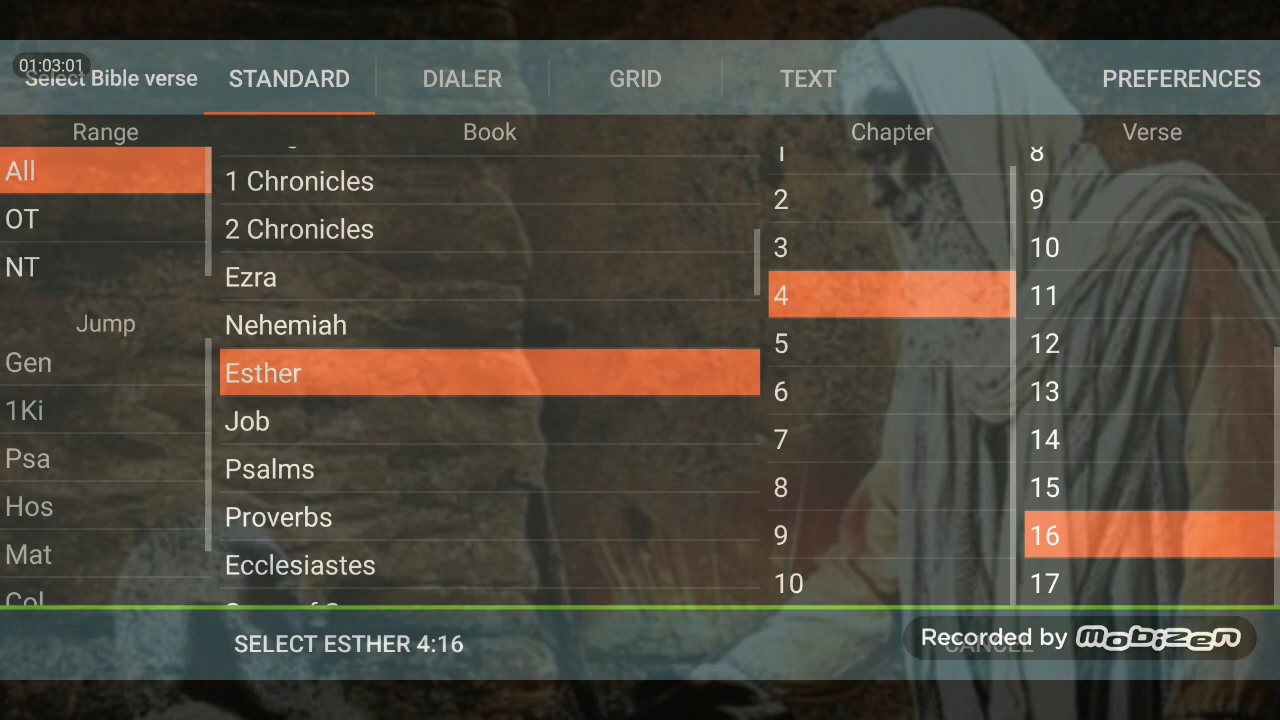 01:03:01
Select Bible verse
STANDARD
DIALER
GRID
TEXT
PREFERENCES
Range
Book
Chapter
Verse
All
OT
NT
Jump
Gen
1Ki
Psa
Hos
Mat
Col
1 Chronicles
2 Chronicles
Ezra
Nehemiah
Esther
Job
Psalms
Proverbs
Ecclesiastes
1
2
3
4
5
6
7
8
9
10
8
9
10
11
12
13
14
15
16
17
SELECT ESTHER 4:16
CANCEL
Recorded by mobizen